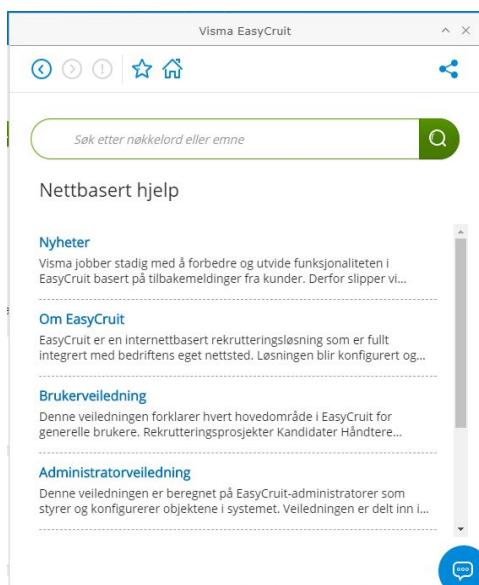 Visma EasyCruit
Søk etter nøkkelord eller emne
Nettbasert hjelp
Nyheter
Visma jobber stadig med å forbedre og utvide funksjonaliteten i
EasyCruit basert på tilbakemeldinger fra kunder. Derfor slipper vi...
Om EasyCruit
EasyCruit er en internettbasert rekrutteringsløsning som er fullt
integrert med bedriftens eget nettsted. Løsningen blir konfigurert og...
Brukerveiledning
Denne veiledningen forklarer hvert hovedområde i EasyCruit for
generelle brukere. Rekrutteringsprosjekter Kandidater Håndtere...
Administratorveiledning
Denne veiledningen er beregnet på EasyCruit-administratorer som
styrer og konfigurerer objektene i systemet. Veiledningen er delt inn i...